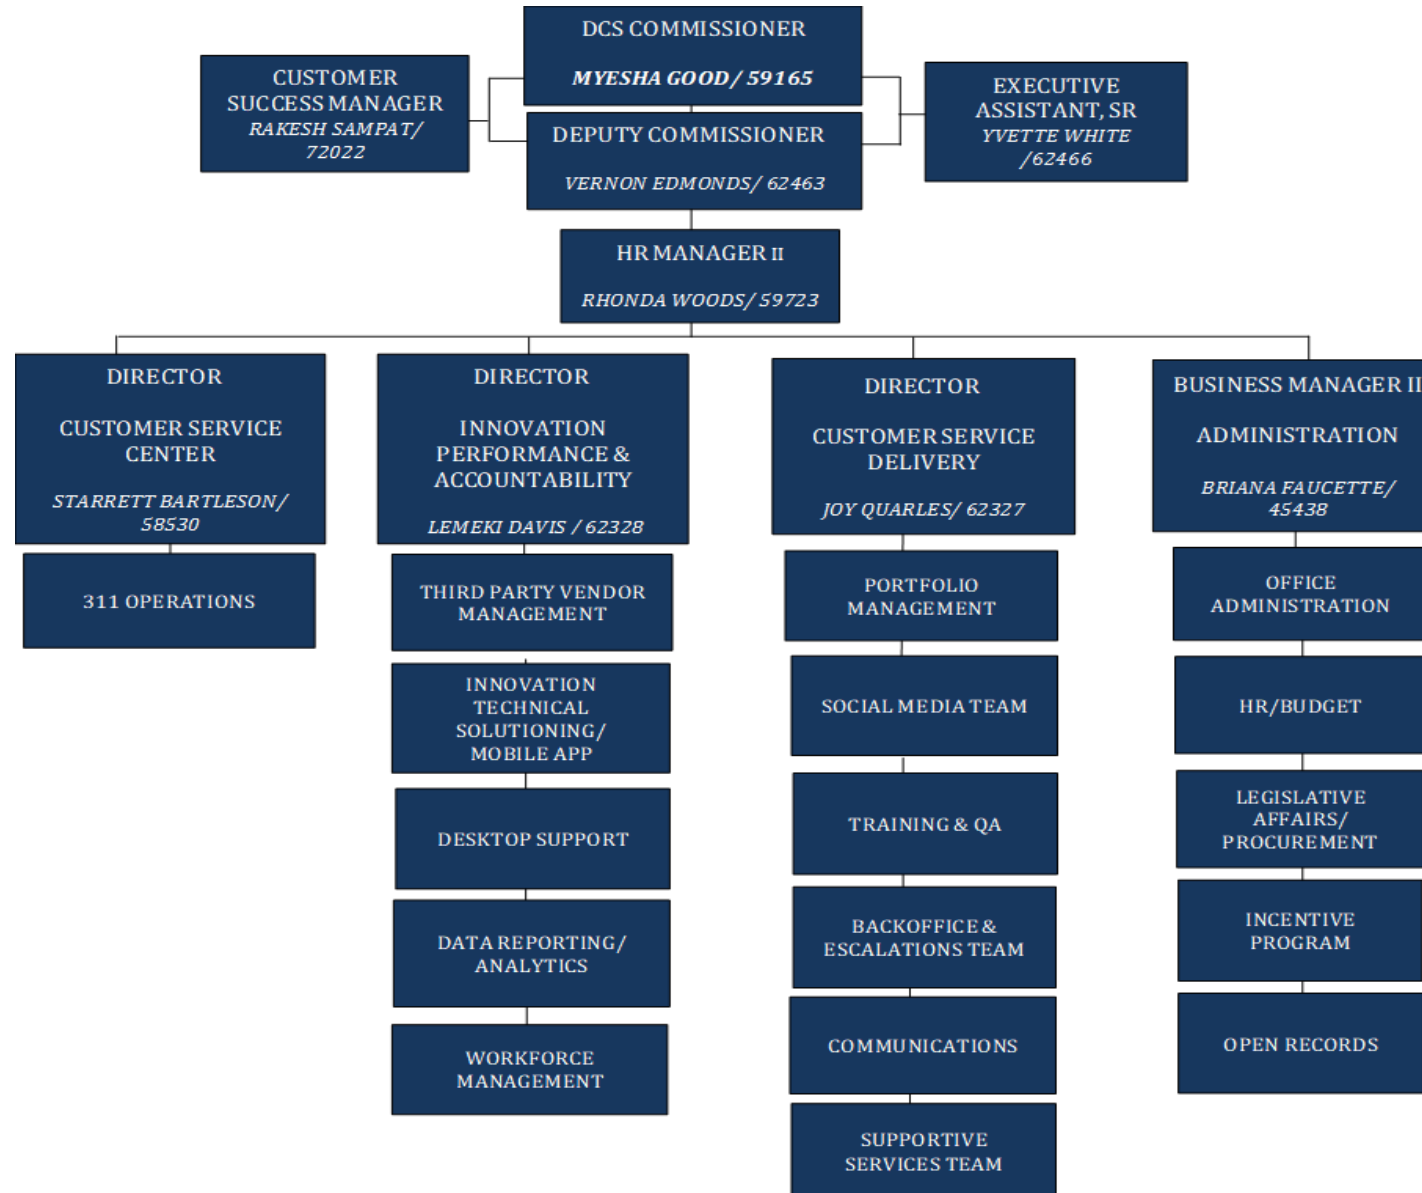 DCS COMMISSIONER
MYESHA GOOD/ 59165
CUSTOMER
SUCCESS MANAGER
RAKESH SAMPAT/
72022
EXECUTIVE
ASSISTANT, SR
YVETTE WHITE
/62466
DEPUTY COMMISSIONER
VERNON EDMONDS/ 62463
HR MANAGER II
RHONDA WOODS/ 59723
DIRECTOR
CUSTOMER SERVICE
CENTER
STARRETT BARTLESON/
58530
311 OPERATIONS
DIRECTOR
INNOVATION
PERFORMANCE &
ACCOUNTABILITY
LEMEKI DAVIS / 62328
THIRD PARTY VENDOR
MANAGEMENT
INNOVATION
TECHNICAL
SOLUTIONING/
MOBILE APP
DESKTOP SUPPORT
DATA REPORTING/
ANALYTICS
WORKFORCE
MANAGEMENT
DIRECTOR
CUSTOMER SERVICE
DELIVERY
JOY QUARLES/ 62327
PORTFOLIO
MANAGEMENT
SOCIAL MEDIA TEAM
TRAINING & QA
BACKOFFICE &
ESCALATIONS TEAM
COMMUNICATIONS
SUPPORTIVE
SERVICES TEAM
BUSINESS MANAGER II
ADMINISTRATION
BRIANA FAUCETTE/
45438
OFFICE
ADMINISTRATION
HR/BUDGET
LEGISLATIVE
AFFAIRS/
PROCUREMENT
INCENTIVE
PROGRAM
OPEN RECORDS